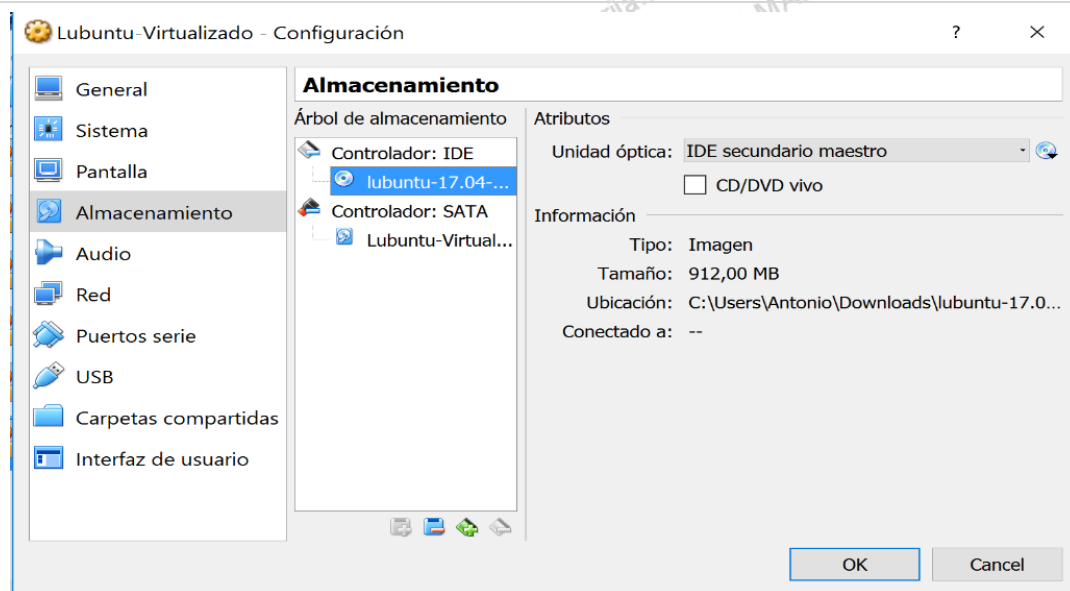 Lubuntu-Virtualizado - Configuración
?
General
Sistema
Pantalla
Almacenamiento
Audio
Red
Puertos serie
USB
Carpetas compartidas
Interfaz de usuario
Almacenamiento
Árbol de almacenamiento
Controlador: IDE
lubuntu-17.04-...
Controlador: SATA
Lubuntu-Virtual...
Atributos
Unidad óptica: IDE secundario maestro
CD/DVD vivo
Información
Tipo: Imagen
Tamaño: 912,00 MB
Ubicación: C:\Users\Antonio\Downloads\lubuntu-17.0...
Conectado a: --
OK
Cancel